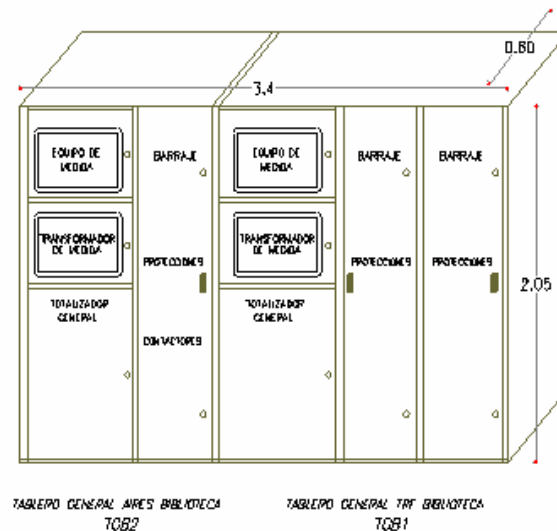 0.60
3.4
EQUIPO DE
MEDIDA
BARRAJE
EQUIPO DE
MEDIDA
BARRAJE
BARRAJE
TRANSFORMADOR
DE MEDIDA
PROTECCIONES
TRANSFORMADOR
DE MEDIDA
PROTECCIONES
PROTECCIONES
2.05
TOTALIZADOR
GENERAL
CONTACTORES
TOTALIZADOR
GENERAL
TABLERO GENERAL AIRES BIBLIOTECA
TGB2
TABLERO GENERAL TRF BIBLIOTECA
TGB1